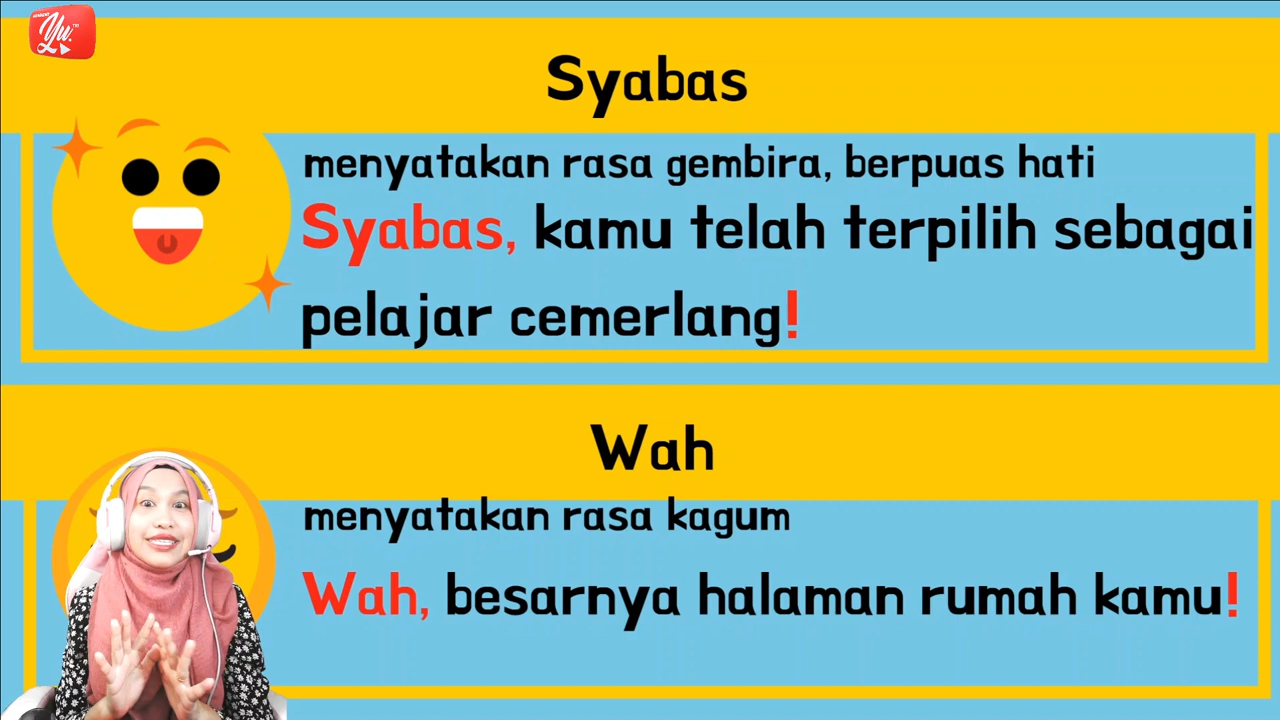 Yu.
Syabas
menyatakan rasa gembira, berpuas hati
Syabas, kamu telah terpilih sebagai
pelajar cemerlang!
Wah
menyatakan rasa kagum
Wah, besarnya halaman rumah kamu!